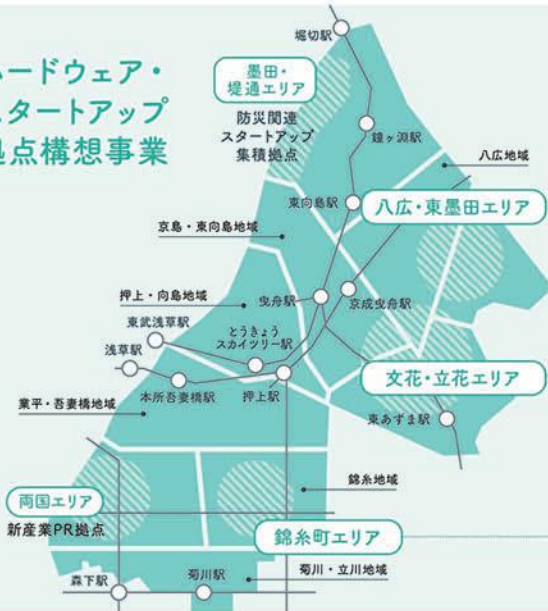 ハードウェア・
スタートアップ
拠点構想事業
堀切駅
墨田・
堤通エリア
防災関連
スタートアップ
集積拠点
鐘ヶ淵駅
八広地域
東向島駅
八広・東墨田エリア
京島・東向島地域
押上・向島地域
曳舟駅
京成曳舟駅
東武浅草駅
とうきょう
スカイツリー駅
浅草駅
本所吾妻橋駅
押上駅
文花・立花エリア
業平・吾妻橋地域
東あずま駅
錦糸地域
両国エリア
新産業PR拠点
錦糸町エリア
森下駅
菊川駅
菊川・立川地域